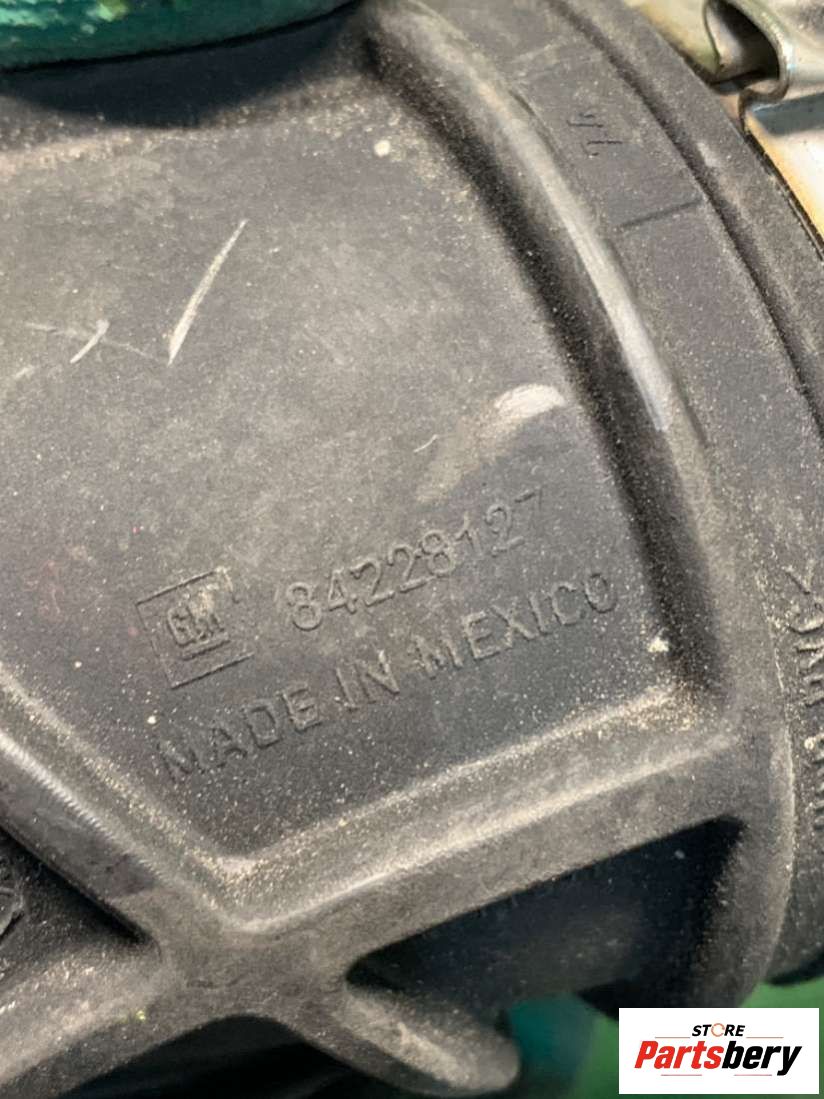 GM 84228127
MADE IN MEXICO
STORE
Partsbery